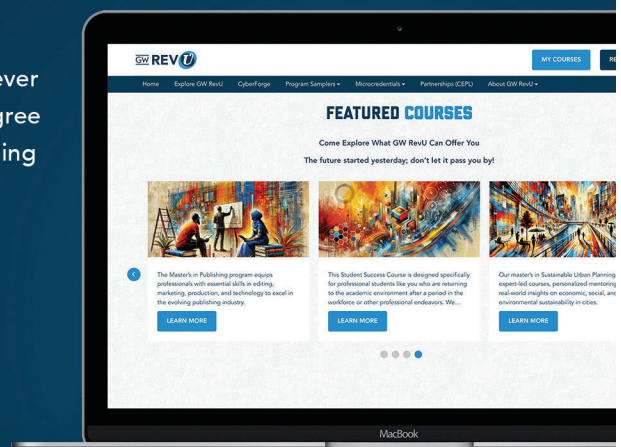 ever
gree
ing
GW REVU
MY COURSES
RE
Home Explore GW RevU CyberForge Program Samplers Microcredentials Partnerships (CEPL) About GW RevU
FEATURED COURSES
Come Explore What GW RevU Can Offer You
The future started yesterday; don't let it pass you by!
The Master's in Publishing program equips
professionals with essential skills in editing,
marketing, production, and technology to excel in
the evolving publishing industry.
LEARN MORE
This Student Success Course is designed specifically
for professional students like you who are returning
to the academic environment after a period in the
workforce or other professional endeavors. We...
LEARN MORE
Our master's in Sustainable Urban Planning
expert-led courses, personalized mentoring
real-world insights on economic, social, and
environmental sustainability in cities.
LEARN MORE
MacBook